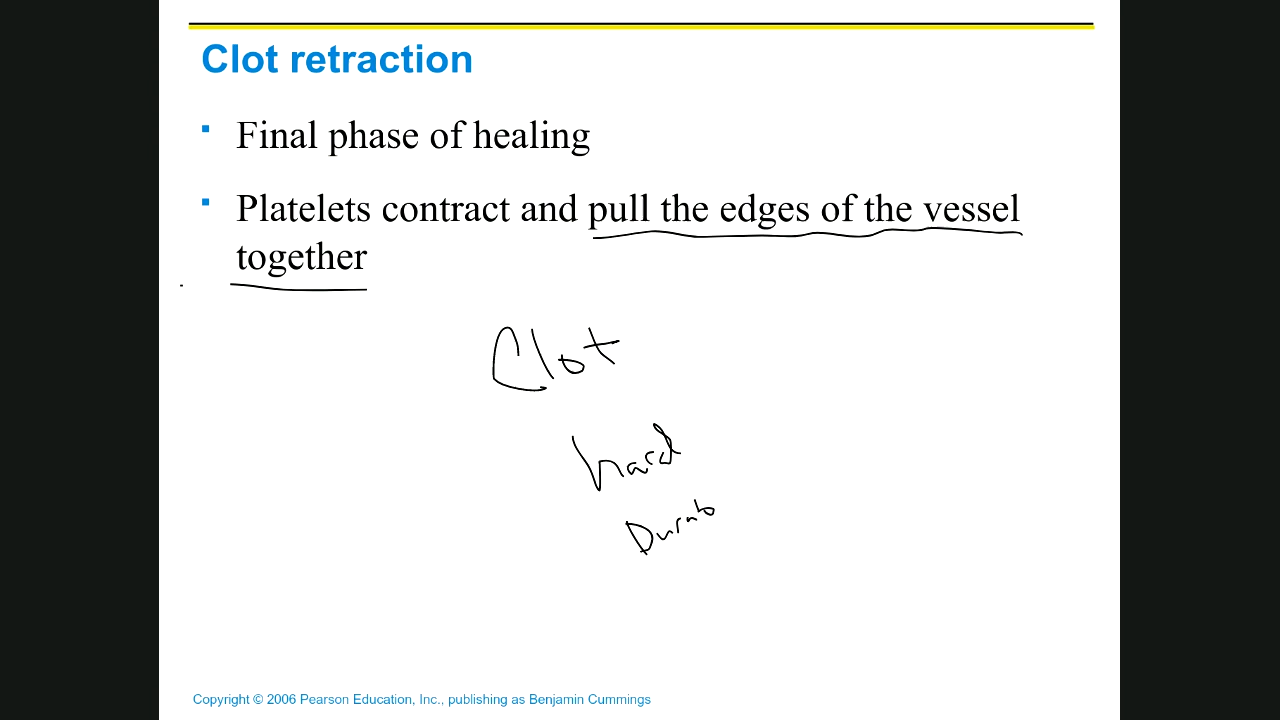 Clot retraction
▪ Final phase of healing
▪ Platelets contract and pull the edges of the vessel
together
Clot
hard
Durab
Copyright © 2006 Pearson Education, Inc., publishing as Benjamin Cummings